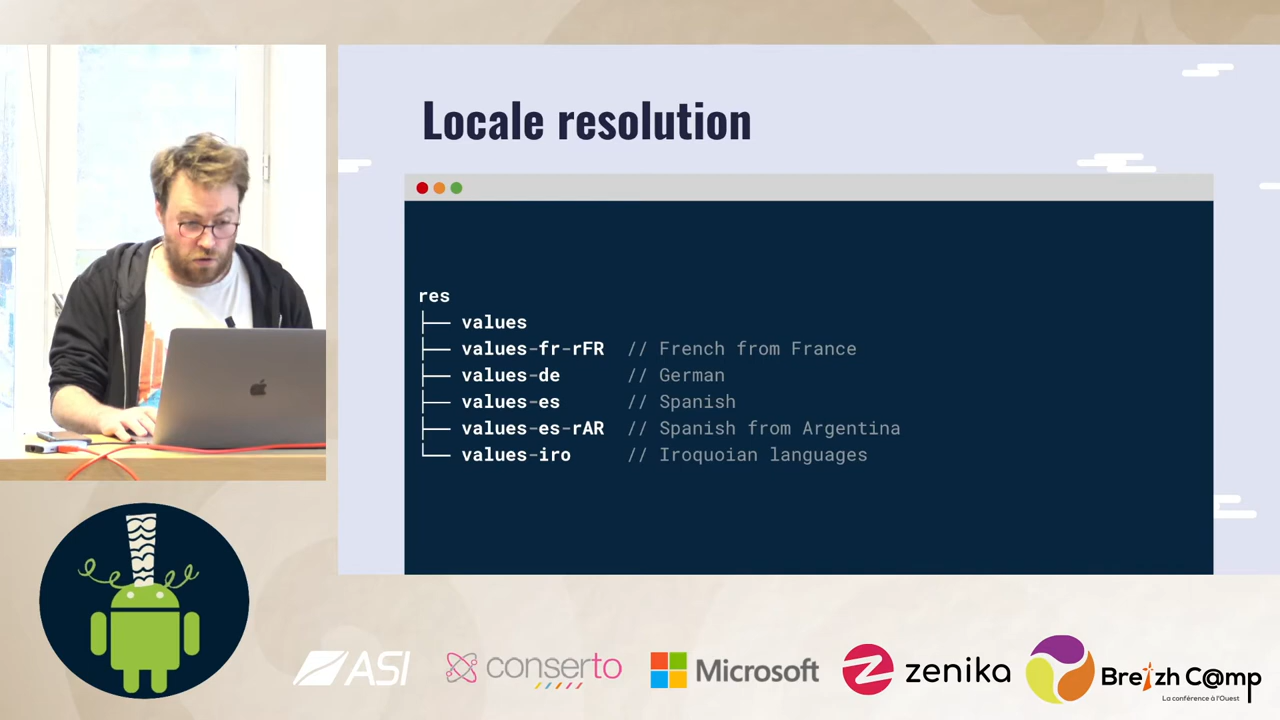 Locale resolution
res
├── values
├── values-fr-rFR // French from France
├── values-de // German
├── values-es // Spanish
├── values-es-rAR // Spanish from Argentina
└── values-iro // Iroquoian languages
ASI
conserto
Microsoft
zenika
Breizh C@mp
La conférence à l'Ouest